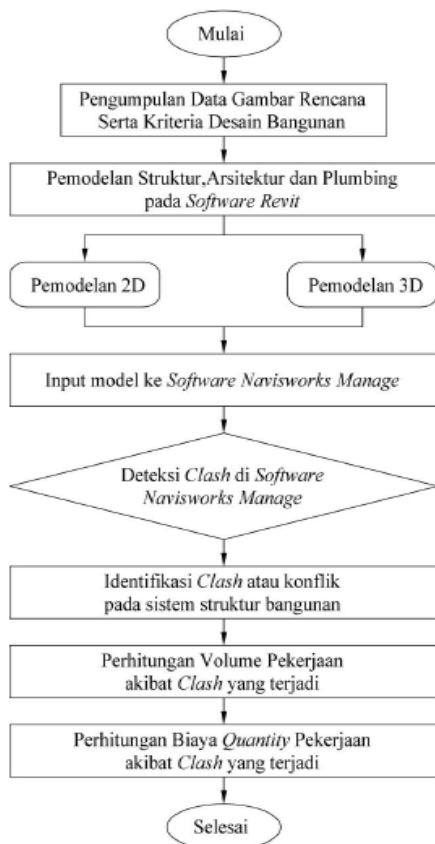 Mulai
Pengumpulan Data Gambar Rencana
Serta Kriteria Desain Bangunan
Pemodelan Struktur,Arsitektur dan Plumbing
pada Software Revit
Pemodelan 2D
Pemodelan 3D
Input model ke Software Navisworks Manage
Deteksi Clash di Software
Navisworks Manage
Identifikasi Clash atau konflik
pada sistem struktur bangunan
Perhitungan Volume Pekerjaan
akibat Clash yang terjadi
Perhitungan Biaya Quantity Pekerjaan
akibat Clash yang terjadi
Selesai